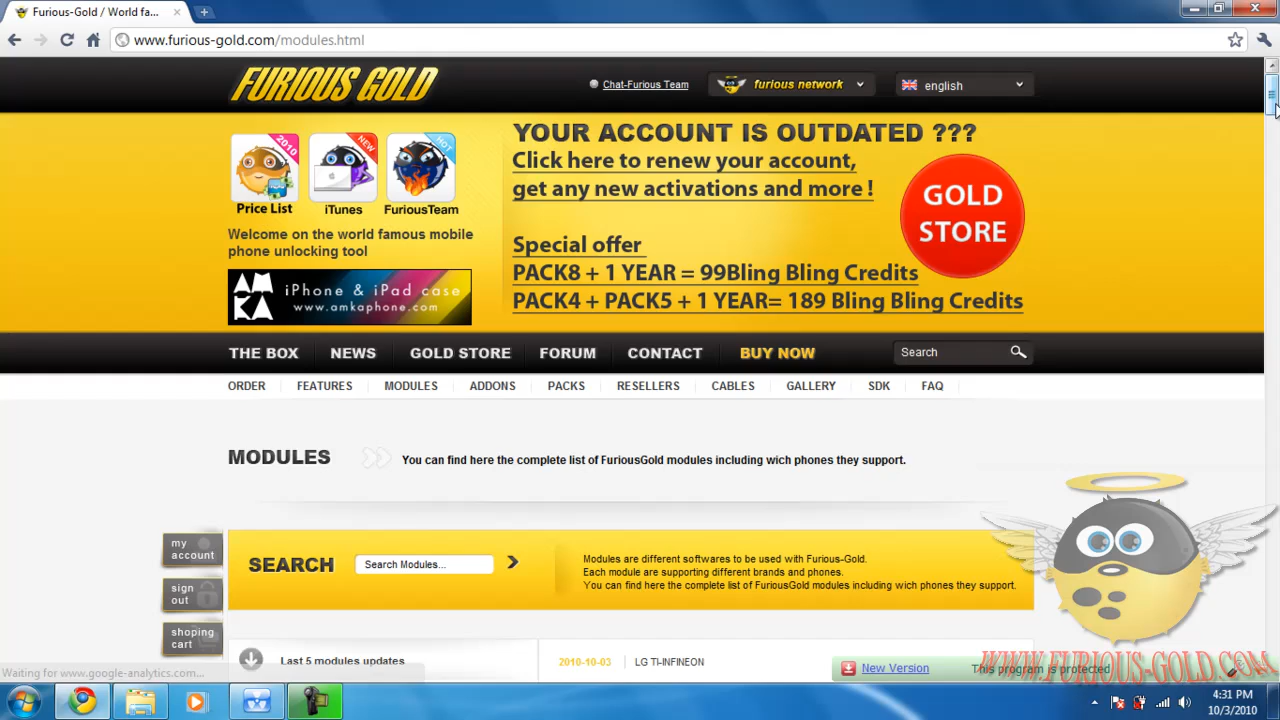 Furious-Gold / World fa...
www.furious-gold.com/modules.html
FURIOUS GOLD
Chat-Furious Team
furious network
english
2010
NEW
HOT
Price List
iTunes
FuriousTeam
Welcome on the world famous mobile
phone unlocking tool
AMKA
iPhone & iPad case
www.amkaphone.com
YOUR ACCOUNT IS OUTDATED ???
Click here to renew your account,
get any new activations and more !
Special offer
PACK8 + 1 YEAR = 99Bling Bling Credits
PACK4 + PACK5 + 1 YEAR= 189 Bling Bling Credits
GOLD
STORE
THE BOX
NEWS
GOLD STORE
FORUM
CONTACT
BUY NOW
Search
ORDER
FEATURES
MODULES
ADDONS
PACKS
RESELLERS
CABLES
GALLERY
SDK
FAQ
MODULES
You can find here the complete list of FuriousGold modules including wich phones they support.
my
account
sign
out
shoping
cart
SEARCH
Search Modules...
Modules are different softwares to be used with Furious-Gold.
Each module are supporting different brands and phones.
You can find here the complete list of FuriousGold modules including wich phones they support.
Last 5 modules updates
2010-10-03
LG TI-INFINEON
New Version
This program is protected
WWW.FURIOUS-GOLD.COM
Waiting for www.google-analytics.com...
4:31 PM
10/3/2010